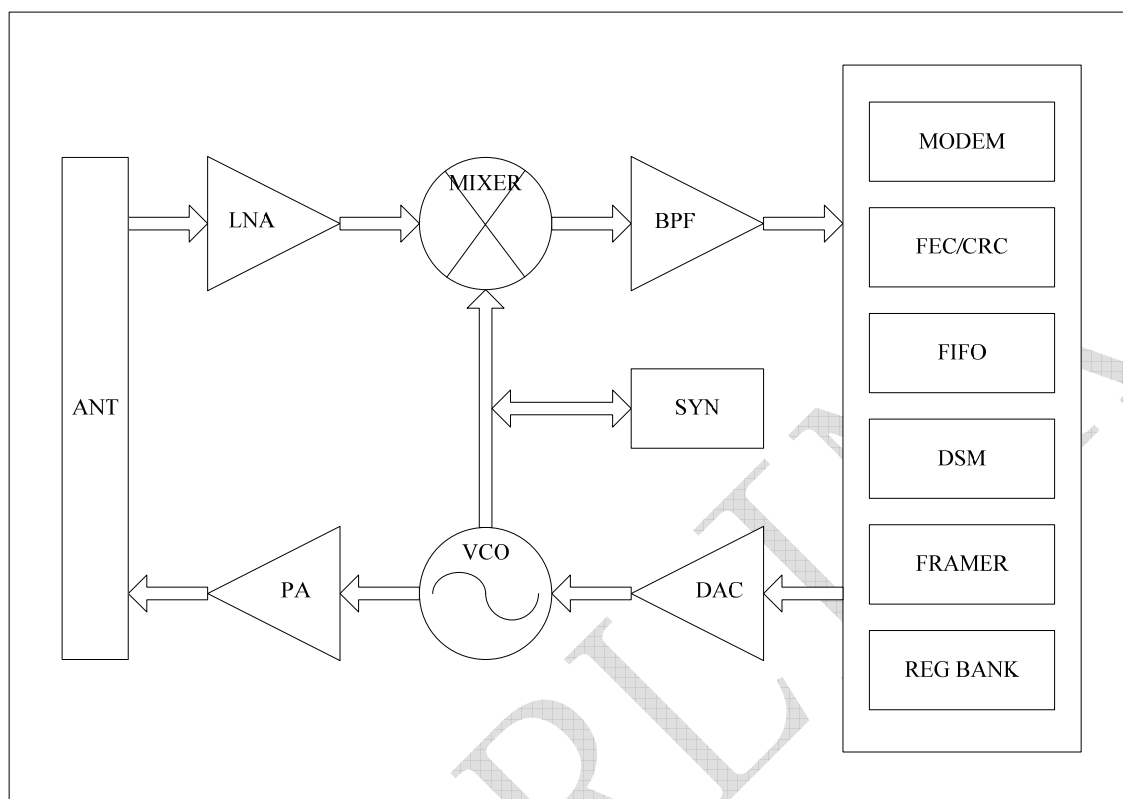 MODEM
MIXER
LNA
BPF
FEC/CRC
FIFO
ANT
SYN
DSM
VCO
FRAMER
PA
DAC
REG BANK